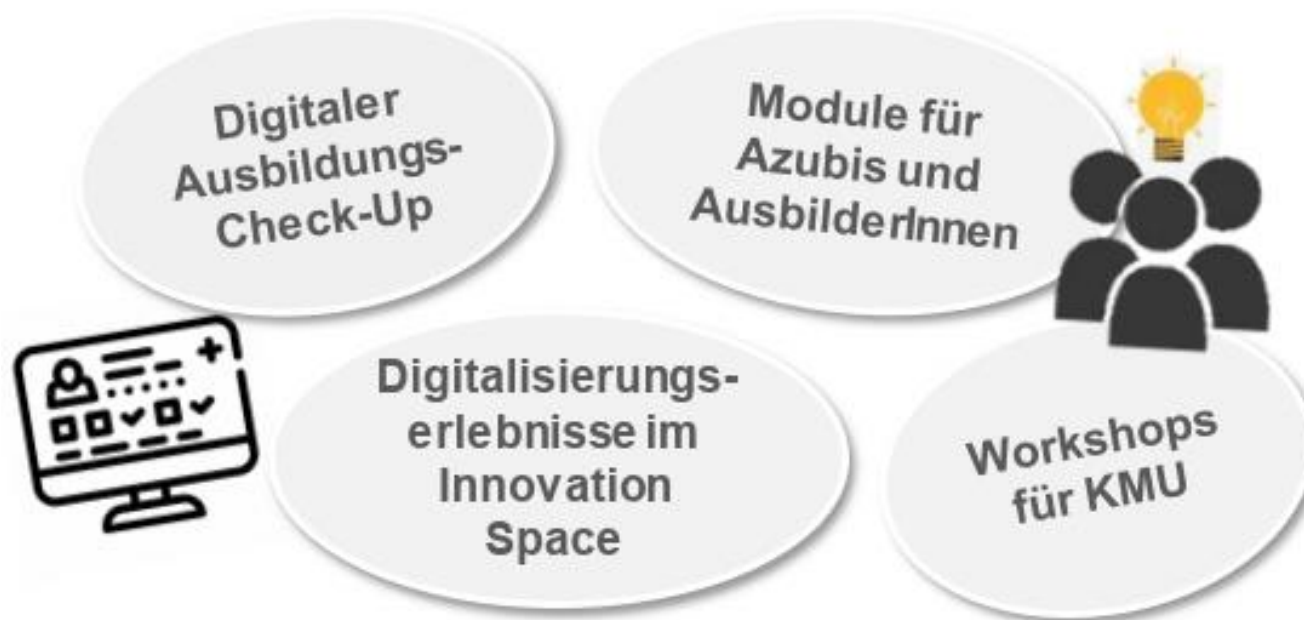 Digitaler
Ausbildungs-
Check-Up
Module für
Azubis und
AusbilderInnen
Digitalisierungs-
erlebnisse im
Innovation
Space
Workshops
für KMU